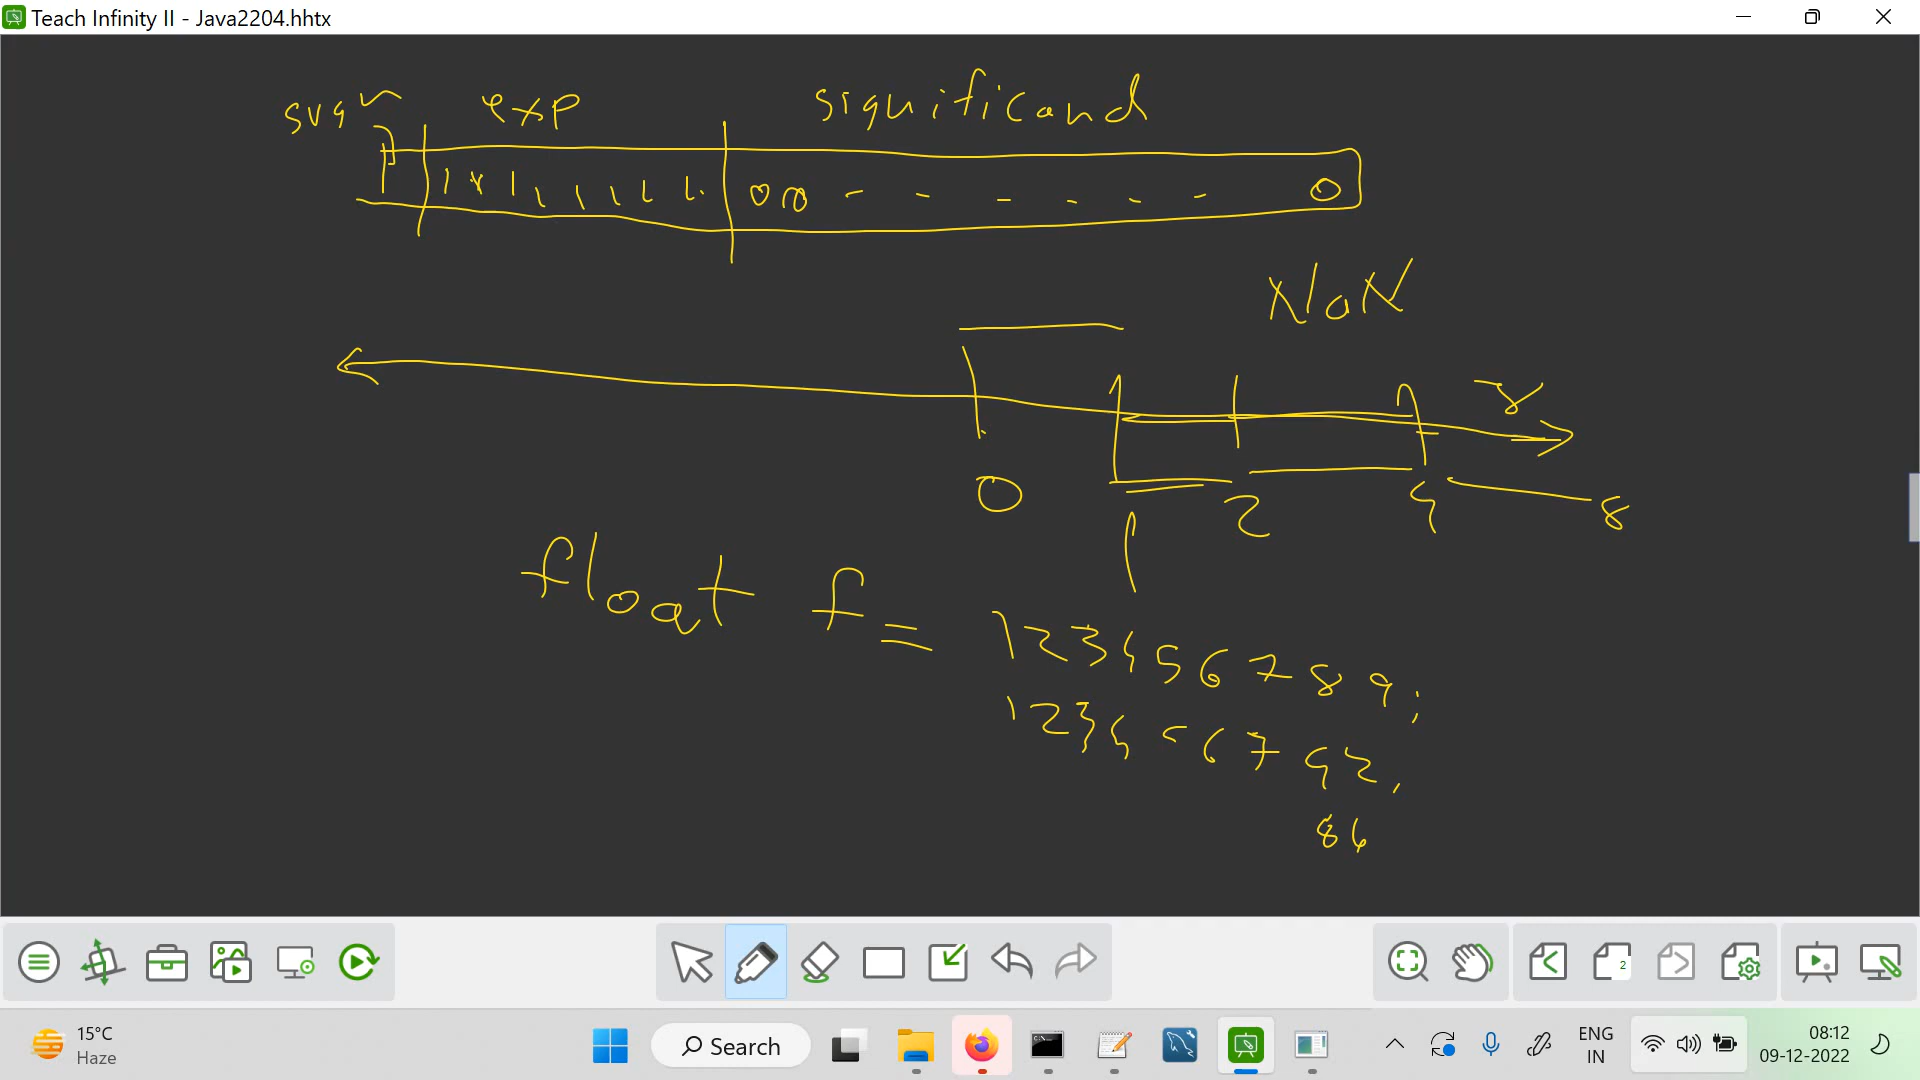 Teach Infinity II - Java2204.hhtx
sign exp significand
1 1 1 1 1 1 1 1 0 0 - - - - - - 0
NaN
0 1 2 4 8
float f = 123456789;
123456792,
86
2
15°C
Haze
Search
ENG
IN
08:12
09-12-2022